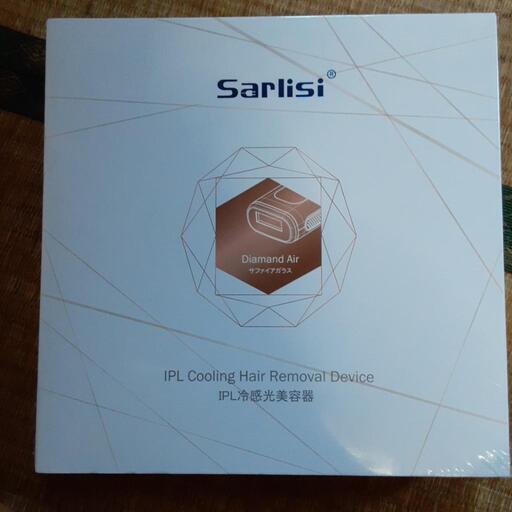 Sarlisi®
Diamand Air
サファイアガラス
IPL Cooling Hair Removal Device
IPL冷感光美容器